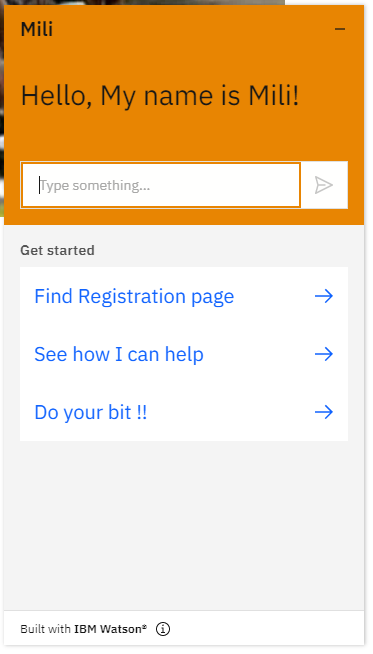 Mili
Hello, My name is Mili!
Type something...
Get started
Find Registration page
See how I can help
Do your bit !!
Built with IBM Watson®